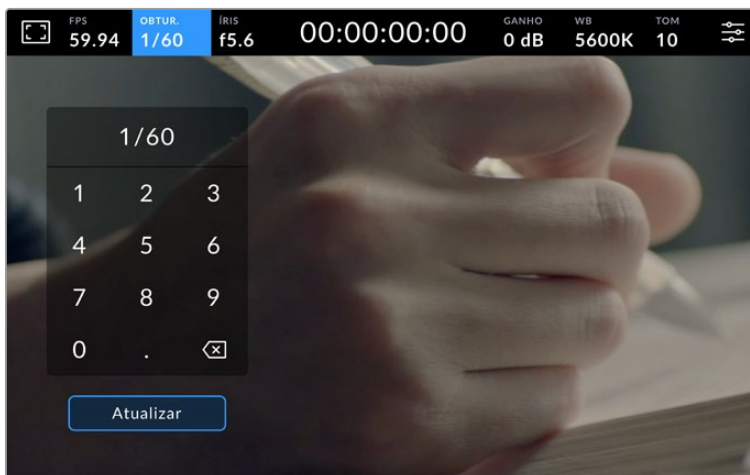 FPS OBTUR. ÍRIS GANHO WB TOM
59.94 1/60 f5.6 00:00:00:00 0 dB 5600K 10
1/60
1 2 3
4 5 6
7 8 9
0 .
Atualizar